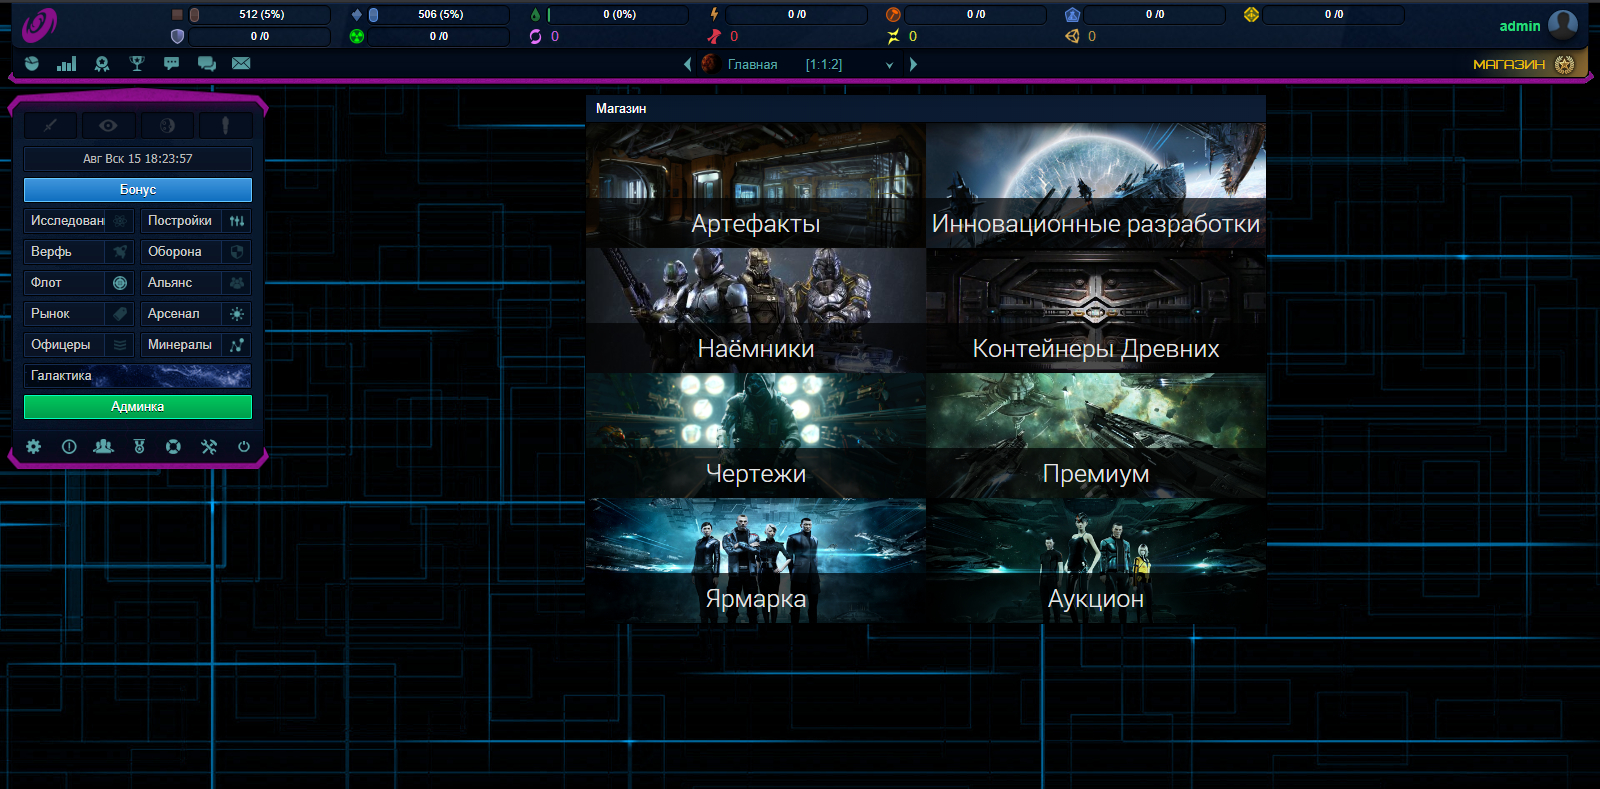 512 (5%) 506 (5%) 0 (0%) 0 /0 0 /0 0 /0 0 /0
0 /0 0 /0 0 0 0 0
admin
Главная [1:1:2]
МАГАЗИН
Авг Вск 15 18:23:57
Бонус
Исследован Постройки
Верфь Оборона
Флот Альянс
Рынок Арсенал
Офицеры Минералы
Галактика
Админка
Магазин
Артефакты Инновационные разработки
Наёмники Контейнеры Древних
Чертежи Премиум
Ярмарка Аукцион